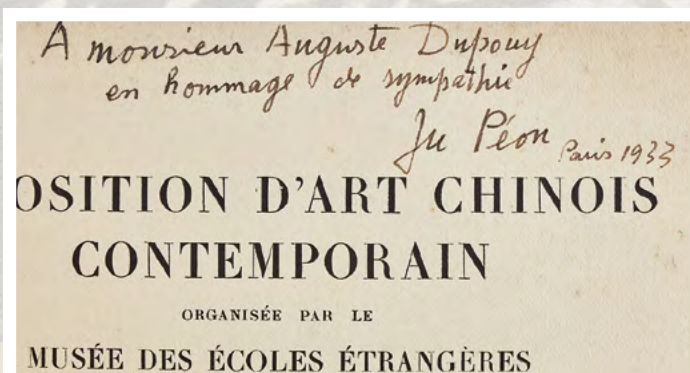 A monsieur Auguste Dupouy
en hommage de sympathie
Ju Péon Paris 1933
OSITION D'ART CHINOIS
CONTEMPORAIN
ORGANISÉE PAR LE
MUSÉE DES ÉCOLES ÉTRANGÈRES